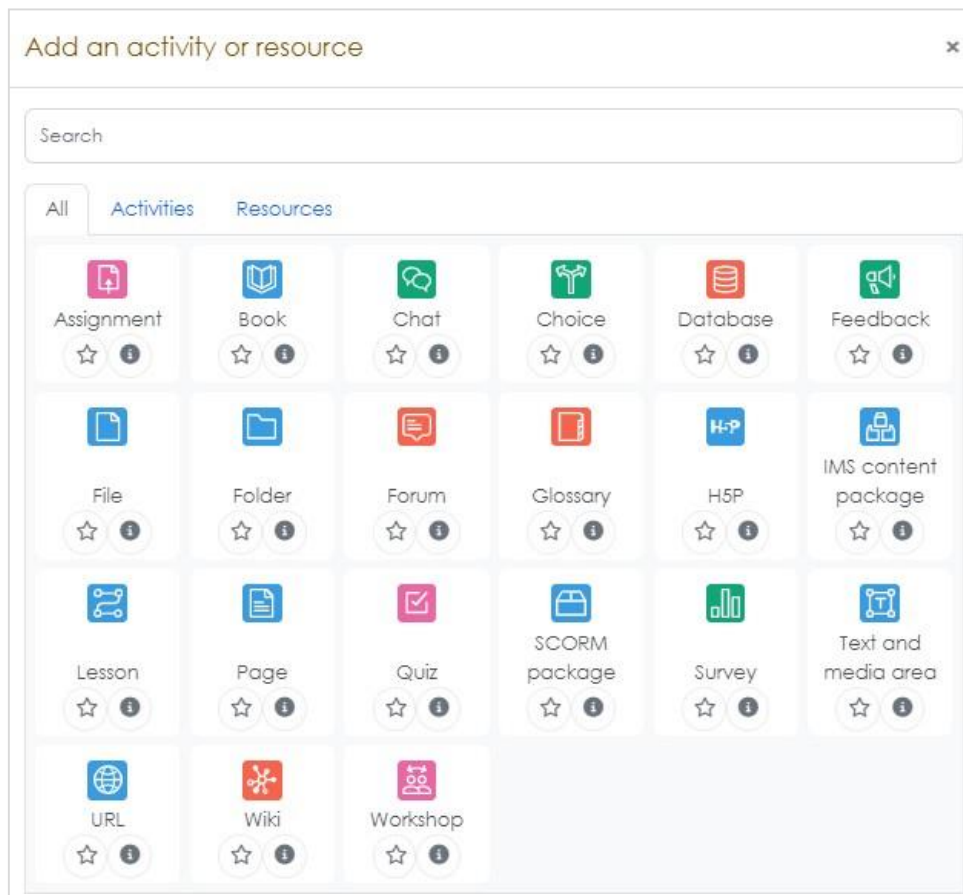 Add an activity or resource ×
Search
All Activities Resources
Assignment Book Chat Choice Database Feedback
H-P
IMS content
File Folder Forum Glossary H5P package
SCORM Text and
Lesson Page Quiz package Survey media area
URL Wiki Workshop